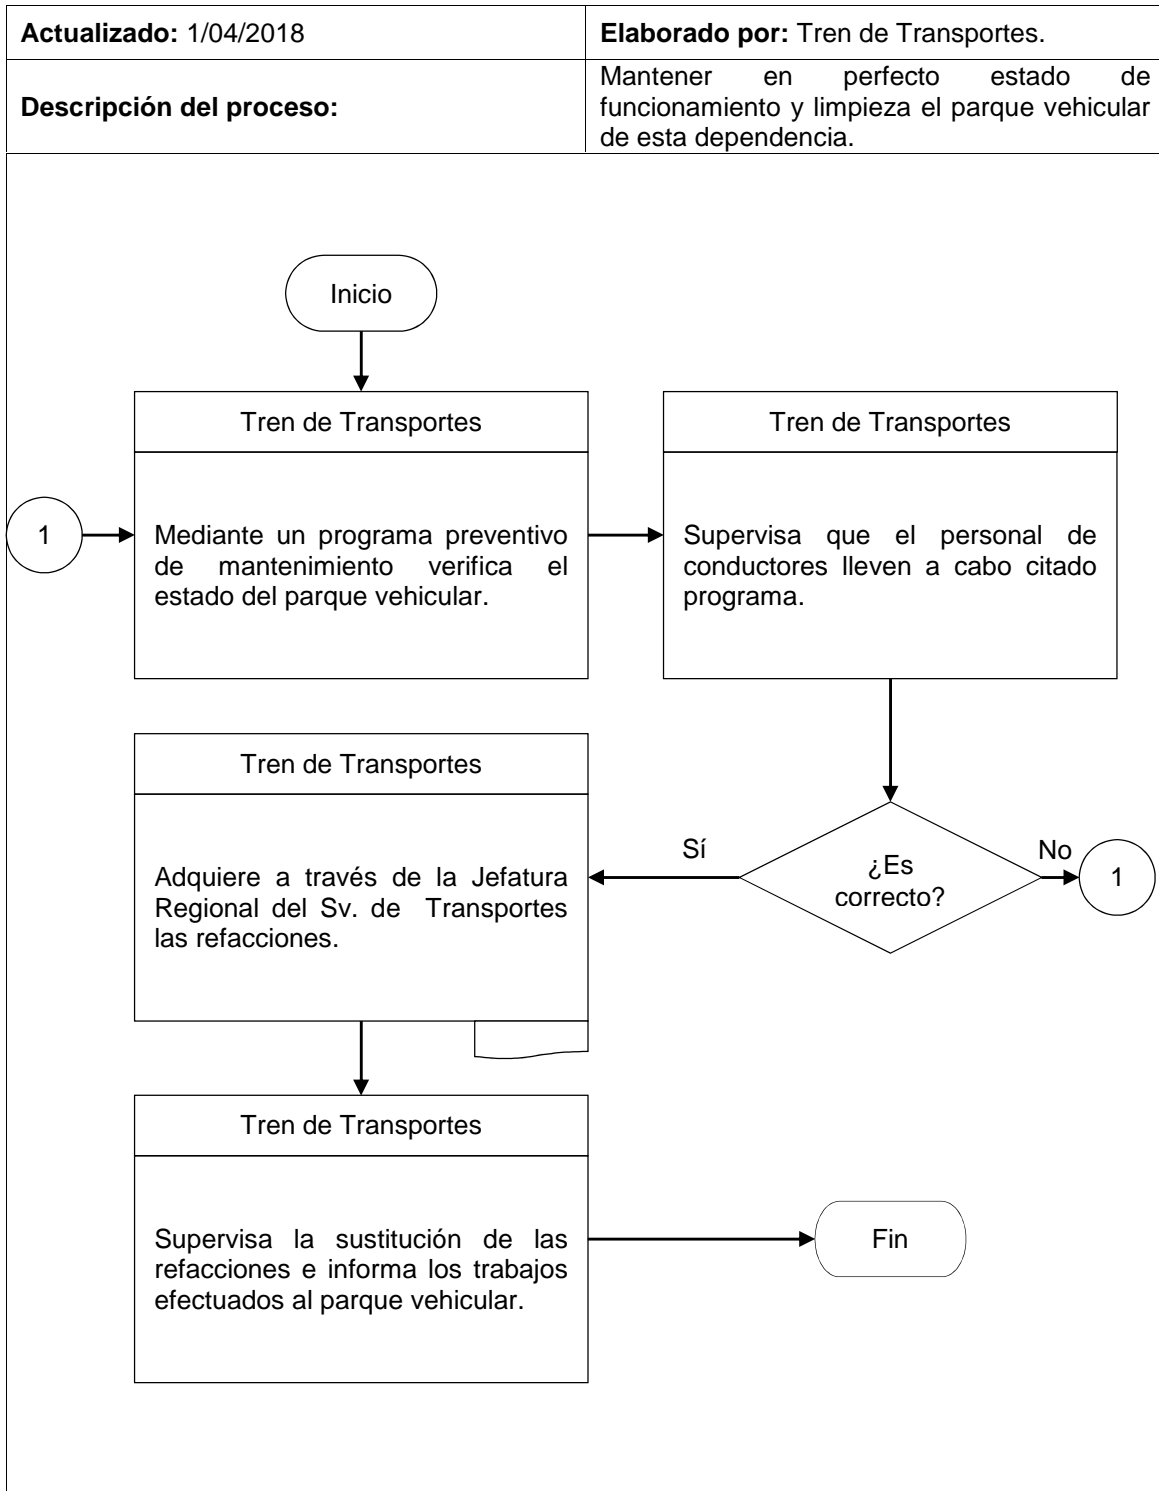 Actualizado: 1/04/2018
Elaborado por: Tren de Transportes.
Descripción del proceso:
Mantener en perfecto estado de
funcionamiento y limpieza el parque vehicular
de esta dependencia.
Inicio
Tren de Transportes
1
Mediante un programa preventivo
de mantenimiento verifica el
estado del parque vehicular.
Tren de Transportes
Supervisa que el personal de
conductores lleven a cabo citado
programa.
¿Es
correcto?
No
1
Sí
Tren de Transportes
Adquiere a través de la Jefatura
Regional del Sv. de Transportes
las refacciones.
Tren de Transportes
Supervisa la sustitución de las
refacciones e informa los trabajos
efectuados al parque vehicular.
Fin